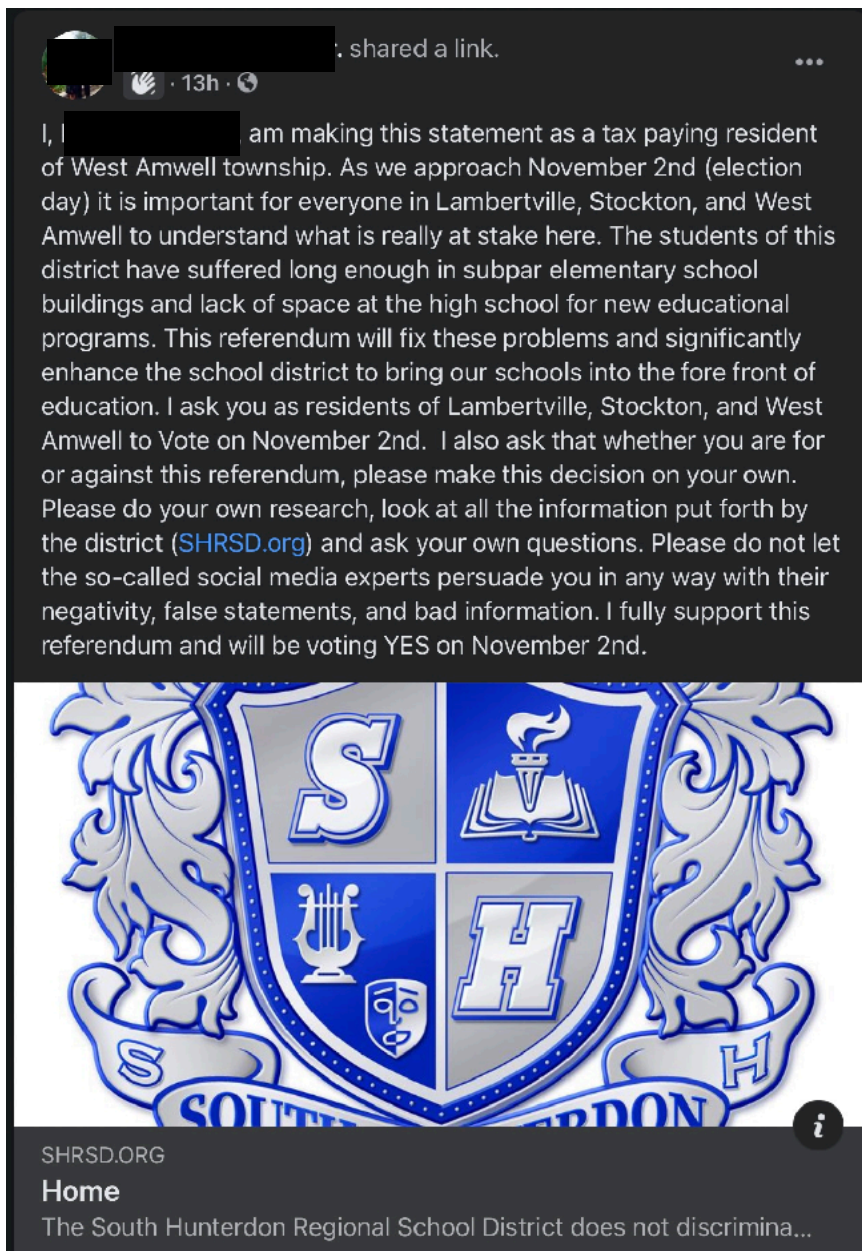 . shared a link.
· 13h ·
I, , am making this statement as a tax paying resident
of West Amwell township. As we approach November 2nd (election
day) it is important for everyone in Lambertville, Stockton, and West
Amwell to understand what is really at stake here. The students of this
district have suffered long enough in subpar elementary school
buildings and lack of space at the high school for new educational
programs. This referendum will fix these problems and significantly
enhance the school district to bring our schools into the fore front of
education. I ask you as residents of Lambertville, Stockton, and West
Amwell to Vote on November 2nd.  I also ask that whether you are for
or against this referendum, please make this decision on your own.
Please do your own research, look at all the information put forth by
the district (SHRSD.org) and ask your own questions. Please do not let
the so-called social media experts persuade you in any way with their
negativity, false statements, and bad information. I fully support this
referendum and will be voting YES on November 2nd.
S
H
S H
SOUTH
i
SHRSD.ORG
Home
The South Hunterdon Regional School District does not discrimina...